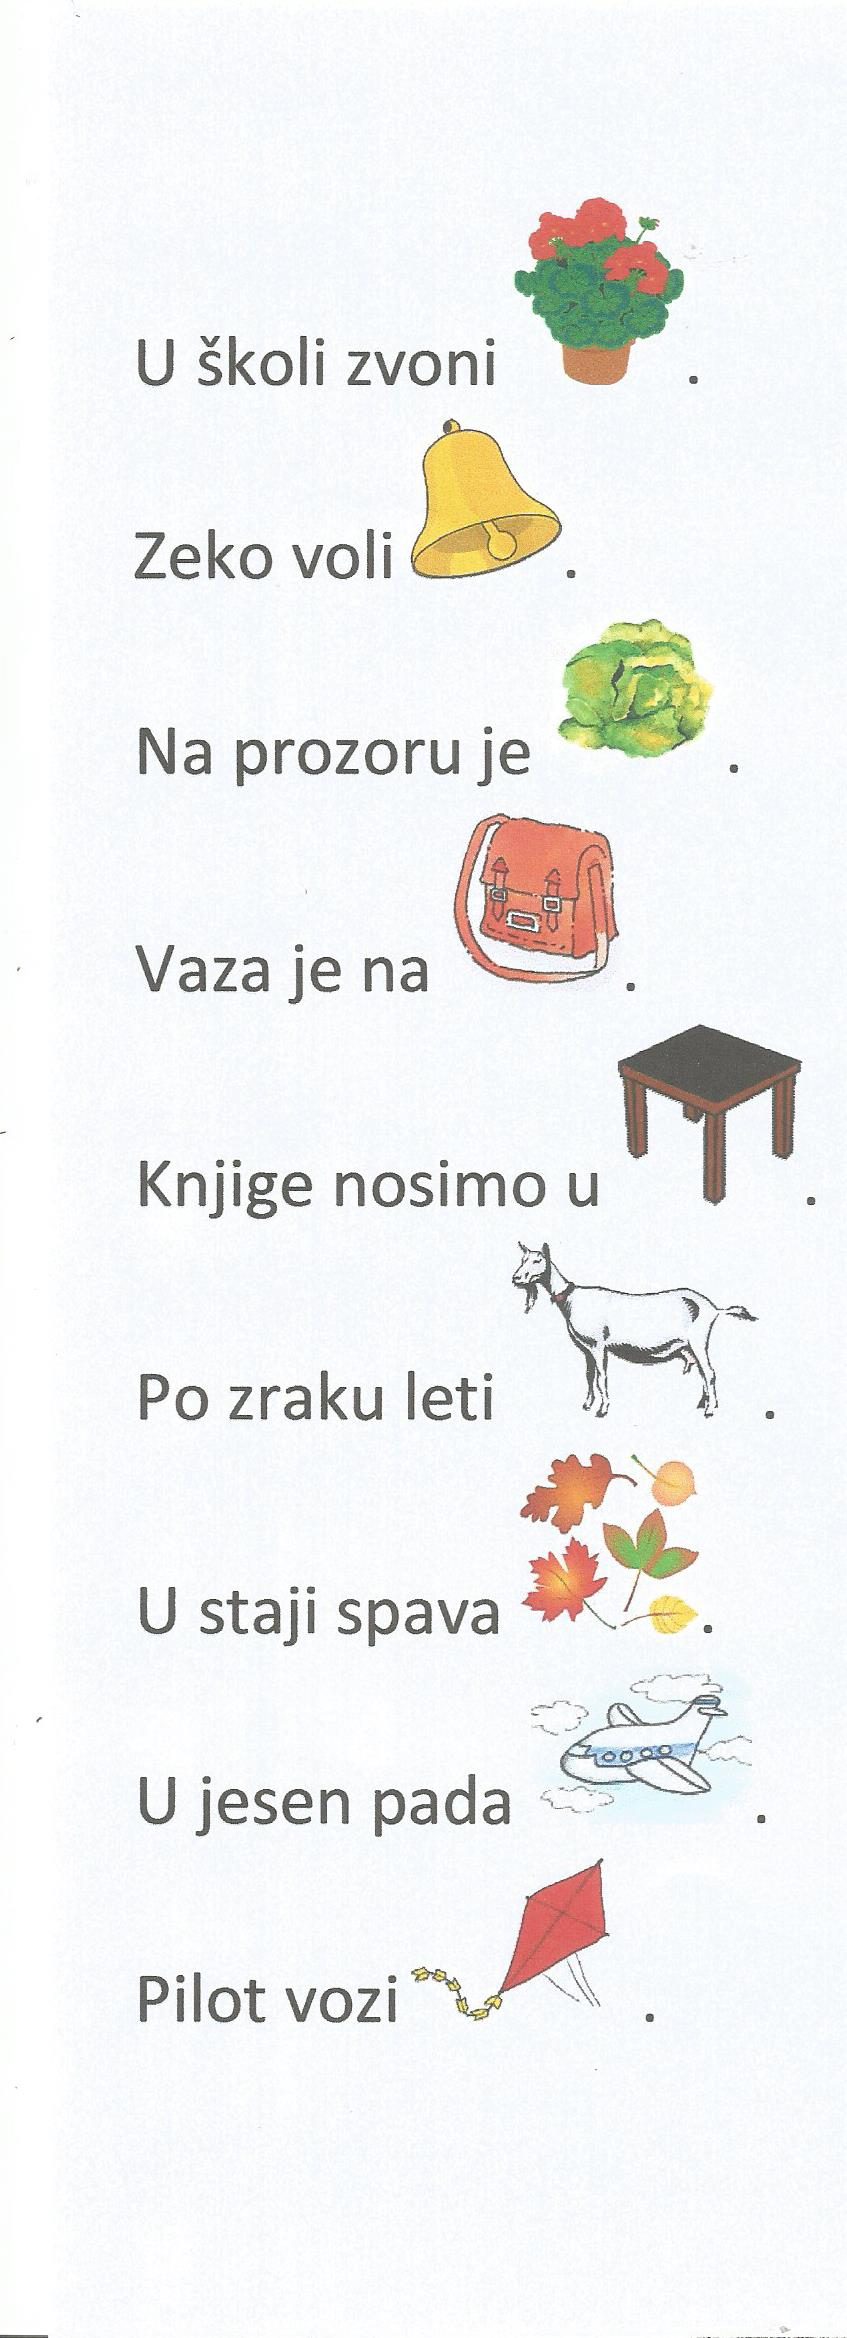 U školi zvoni .
Zeko voli .
Na prozoru je .
Vaza je na .
Knjige nosimo u .
Po zraku leti .
U staji spava .
U jesen pada .
Pilot vozi .